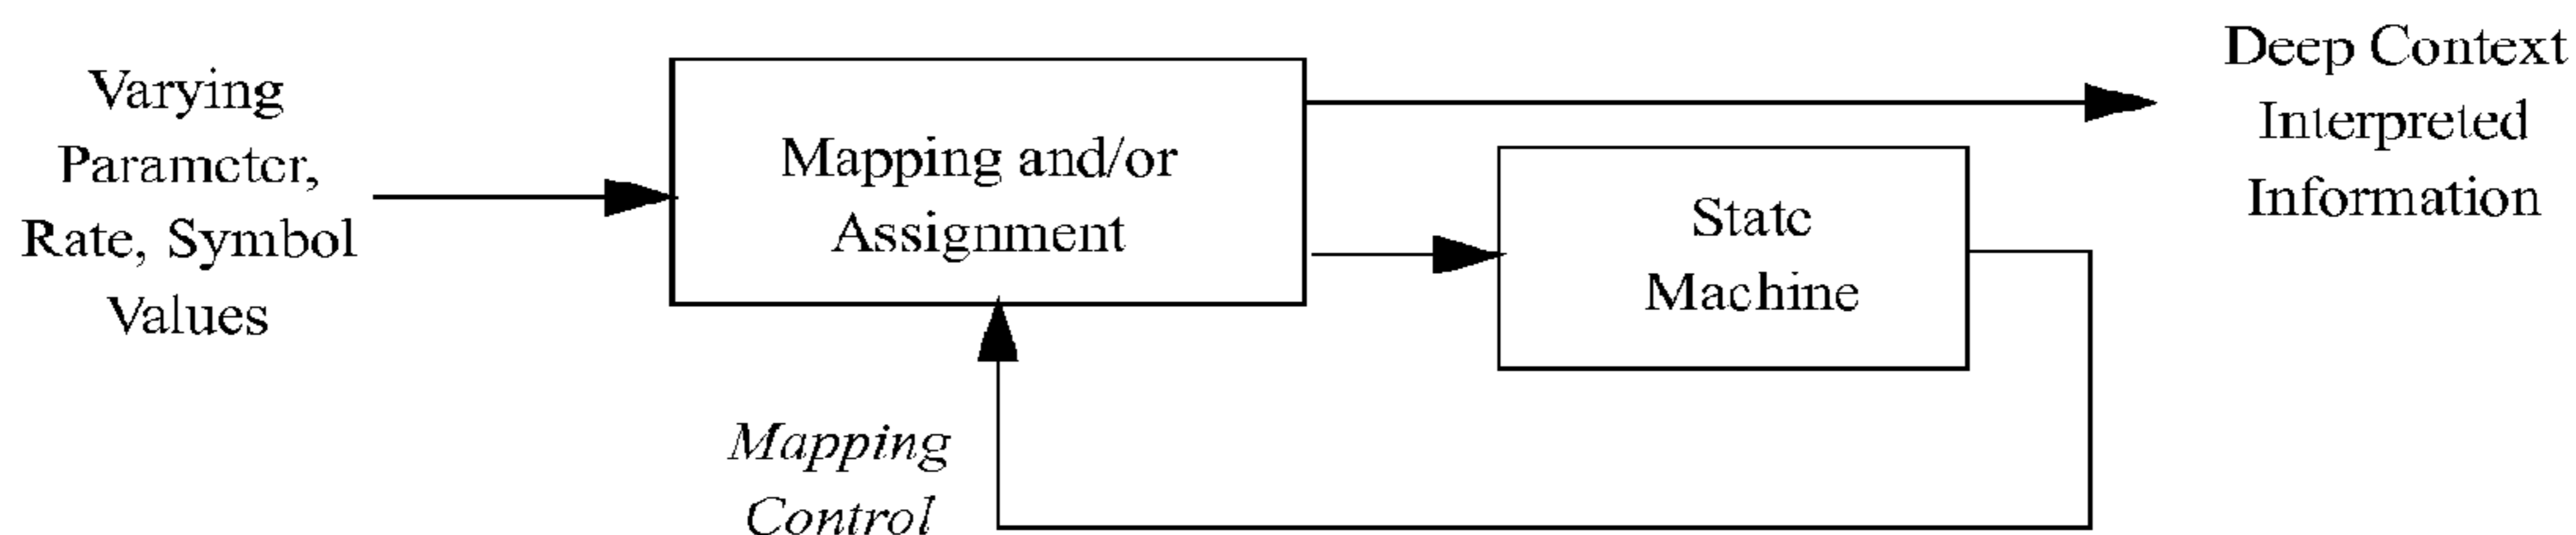 Varying
Parameter,
Rate, Symbol
Values
Mapping and/or
Assignment
State
Machine
Deep Context
Interpreted
Information
Mapping
Control